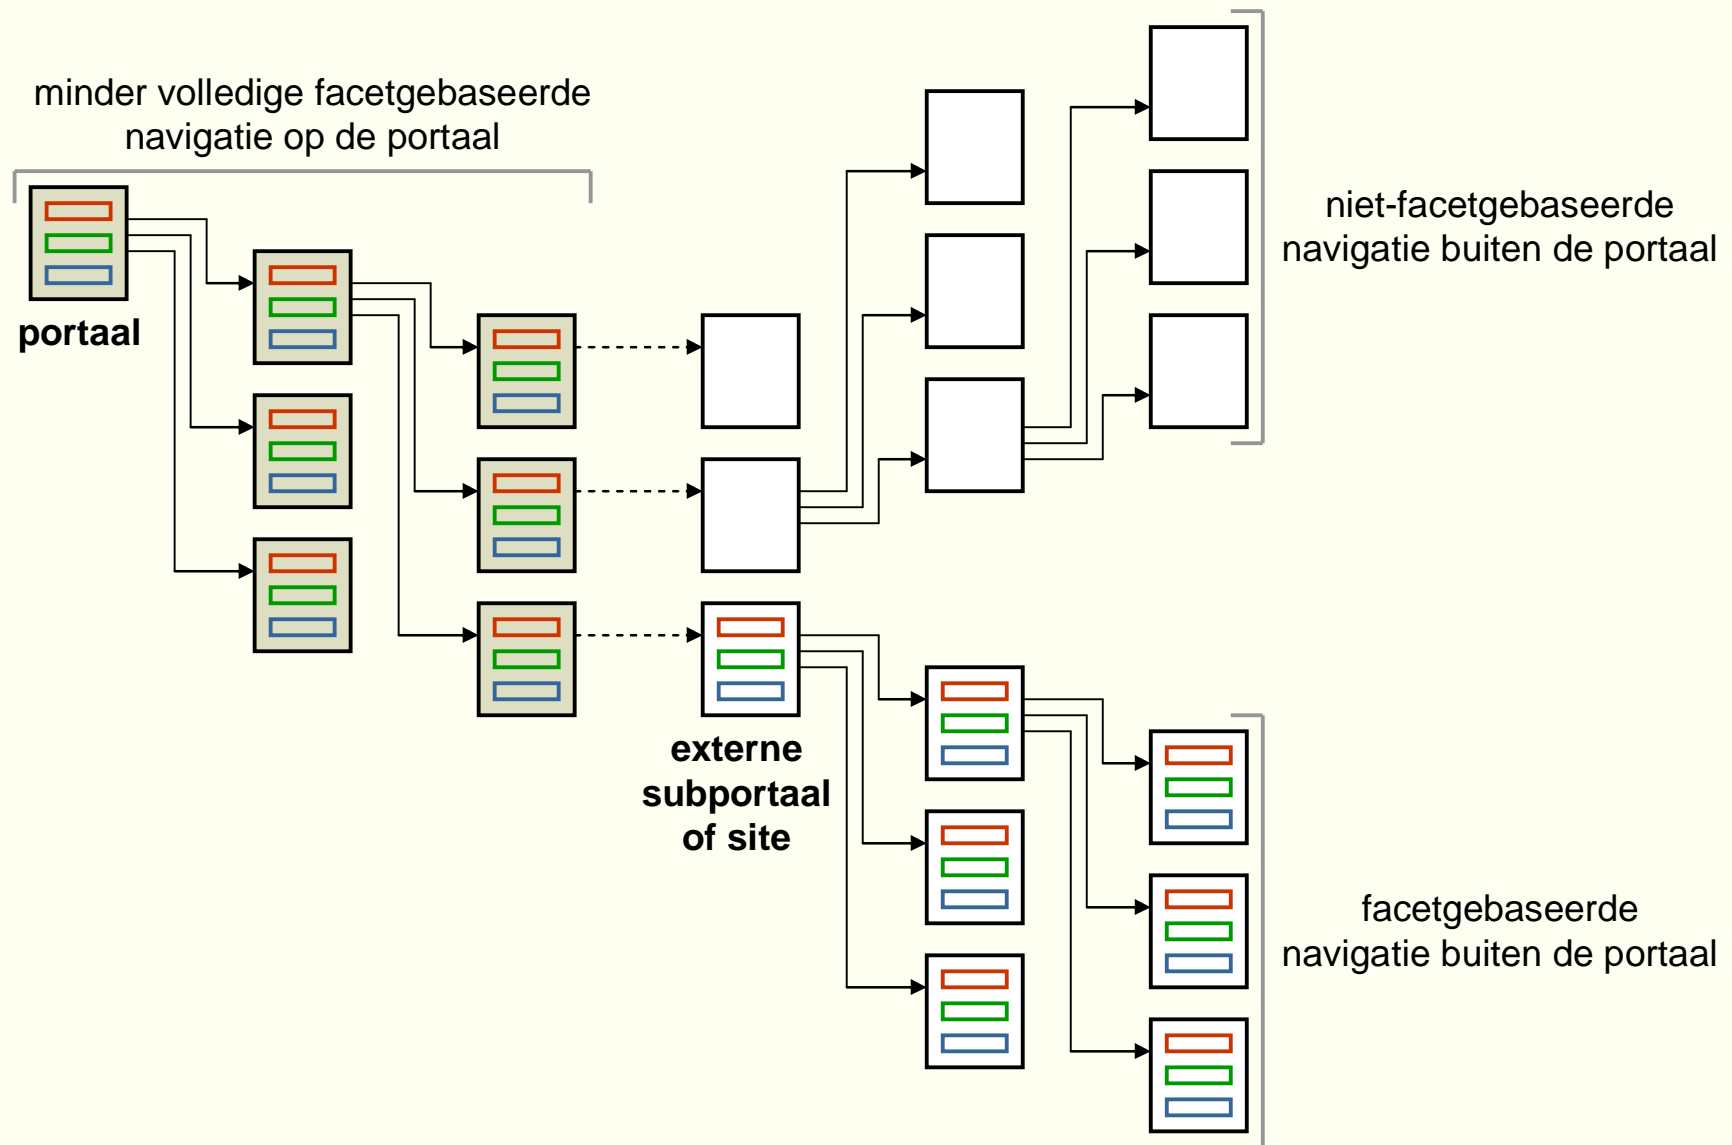 minder volledige facetgebaseerde
navigatie op de portaal
portaal
niet-facetgebaseerde
navigatie buiten de portaal
externe
subportaal
of site
facetgebaseerde
navigatie buiten de portaal